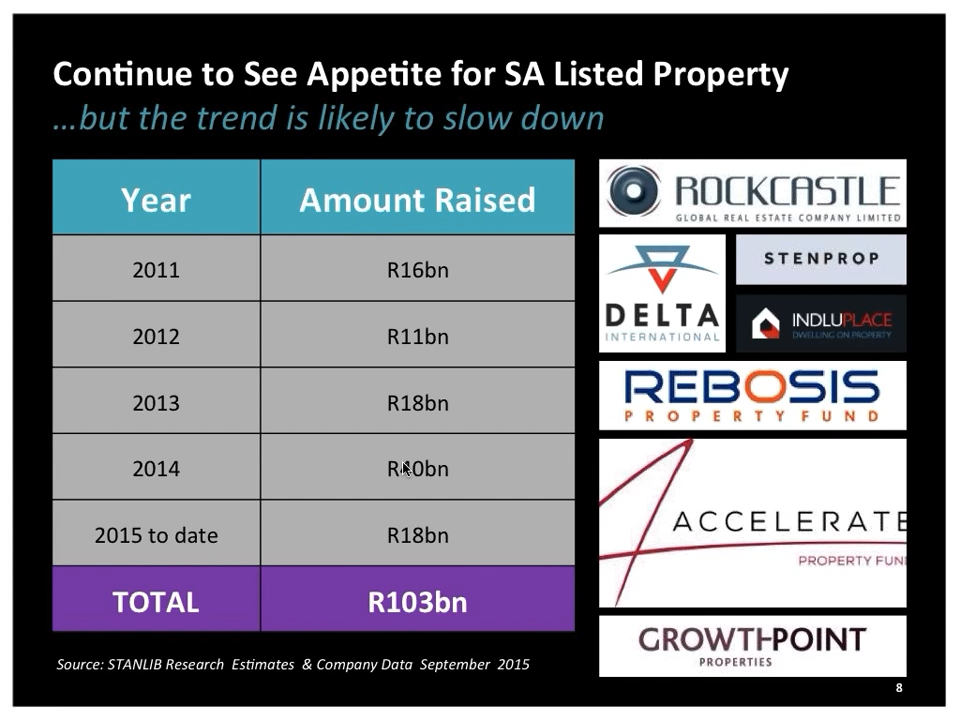 Continue to See Appetite for SA Listed Property
...but the trend is likely to slow down
Year Amount Raised
2011 R16bn
2012 R11bn
2013 R18bn
2014
2015 to date R18bn
TOTAL R103bn
Source: STANLIB Research Estimates & Company Data September 2015
ROCKCASTLE
GLOBAL REAL ESTATE COMPANY LIMITED
DELTA
INTERNATIONAL
STENPROP
INDLUPLACE
DWELLING ON PROPERTY
REBOSIS
PROPERTY FUND
ACCELERATE
PROPERTY FUN
GROWTHPOINT
PROPERTIES
8